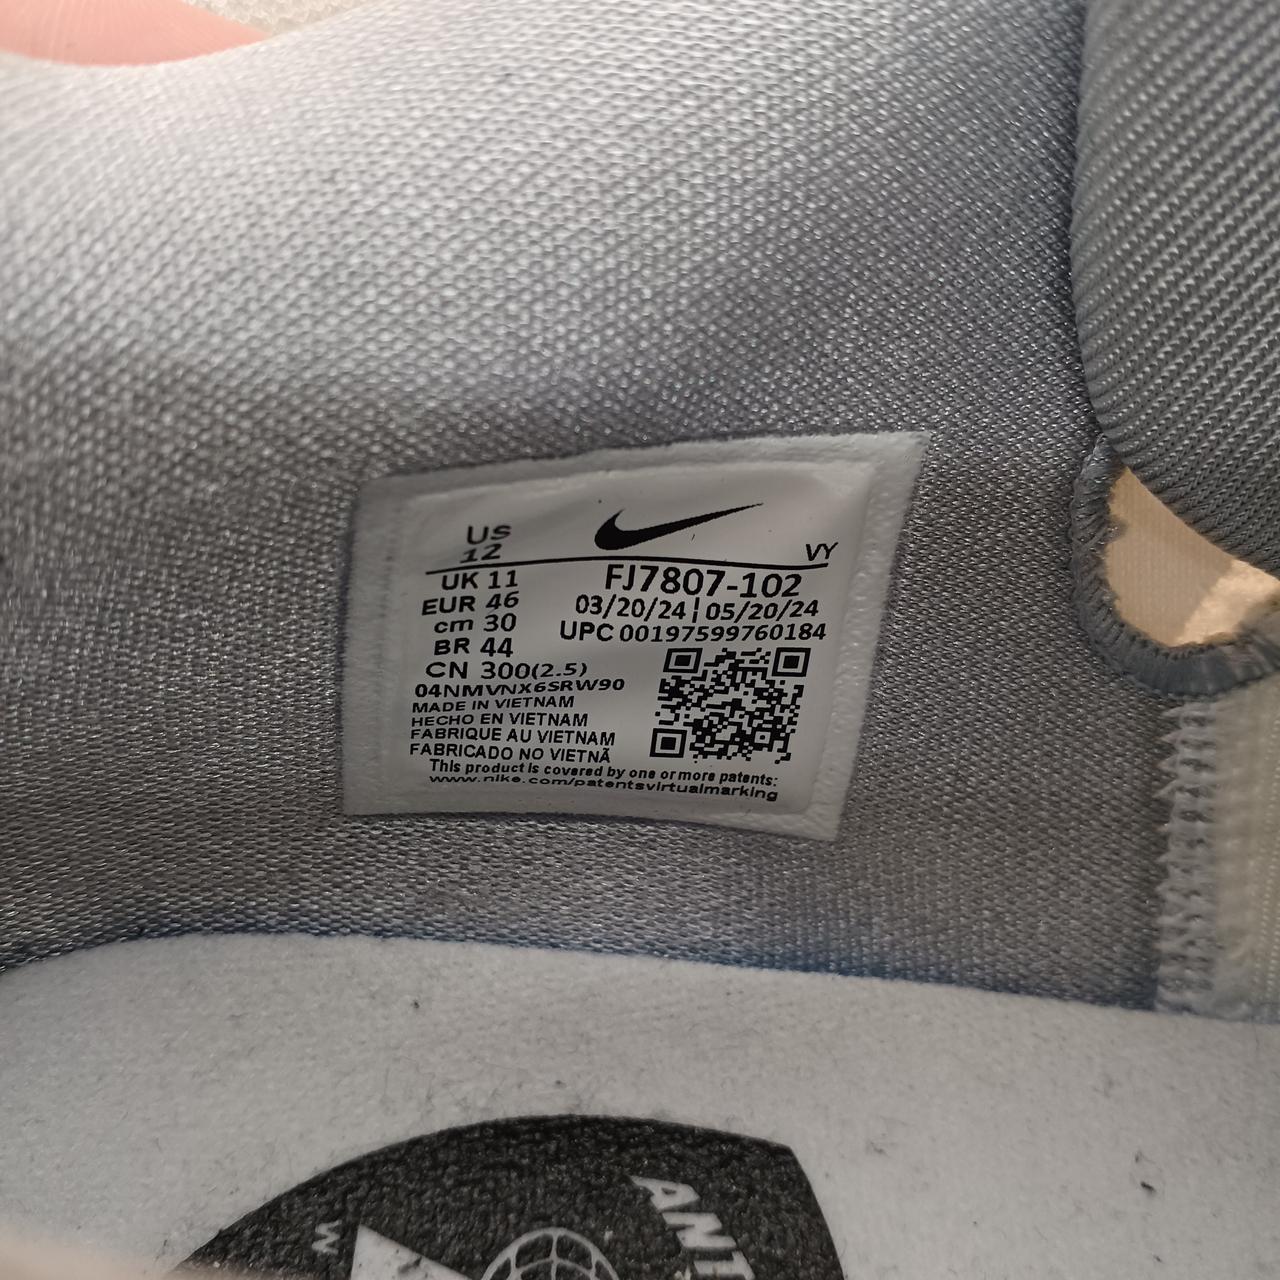 US
12
VY
UK 11
FJ7807-102
EUR 46
03/20/24 | 05/20/24
cm 30
UPC 00197599760184
BR 44
CN 300(2.5)
04NMVNX6SRW90
MADE IN VIETNAM
HECHO EN VIETNAM
FABRIQUE AU VIETNAM
FABRICADO NO VIETNÃ
This product is covered by one or more patents:
www.nike.com/patentsvirtualmarking